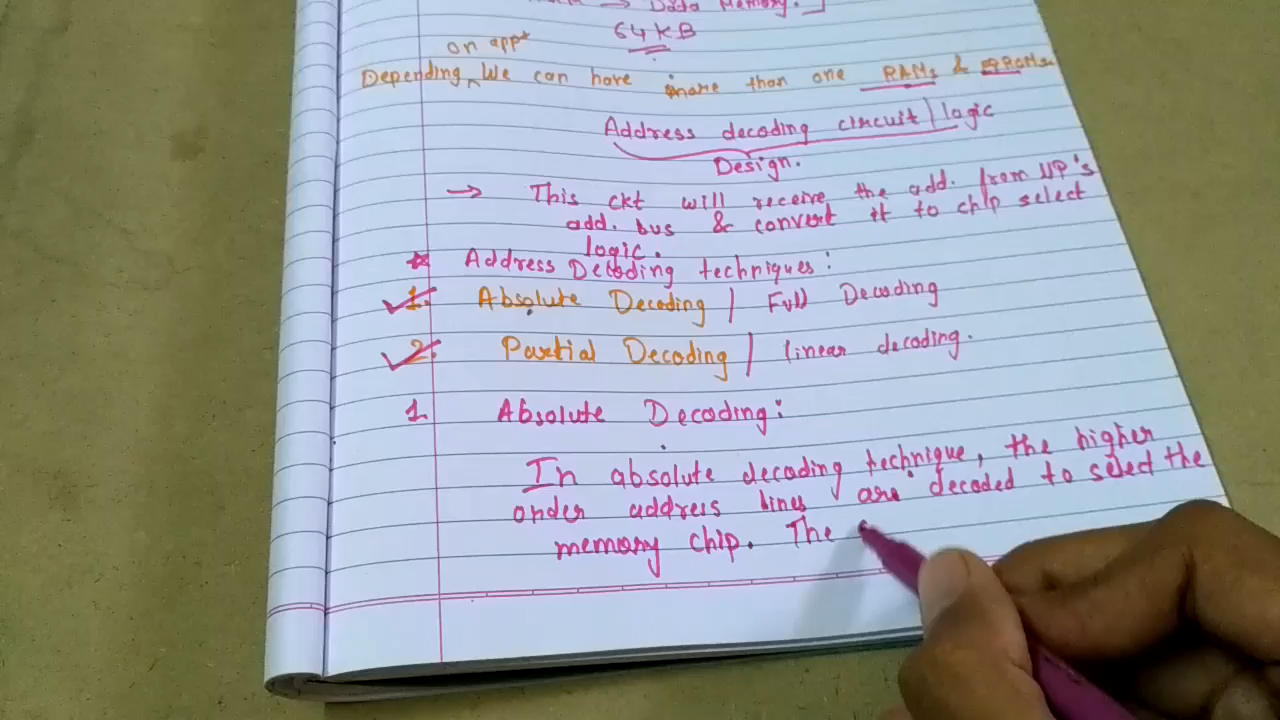 → Data Memory.
64KB
on appⁿ
Depending We can have more than one RAMs &
Address decoding circuit | logic
Design.
→ This ckt will receive the add. from UP's
add. bus & convert it to chip select
logic.
* Address Decoding techniques:
1. Absolute Decoding | Full Decoding
2. Partial Decoding | linear decoding.
1. Absolute Decoding:
In absolute decoding technique, the higher
order address lines are decoded to select the
memory chip. The